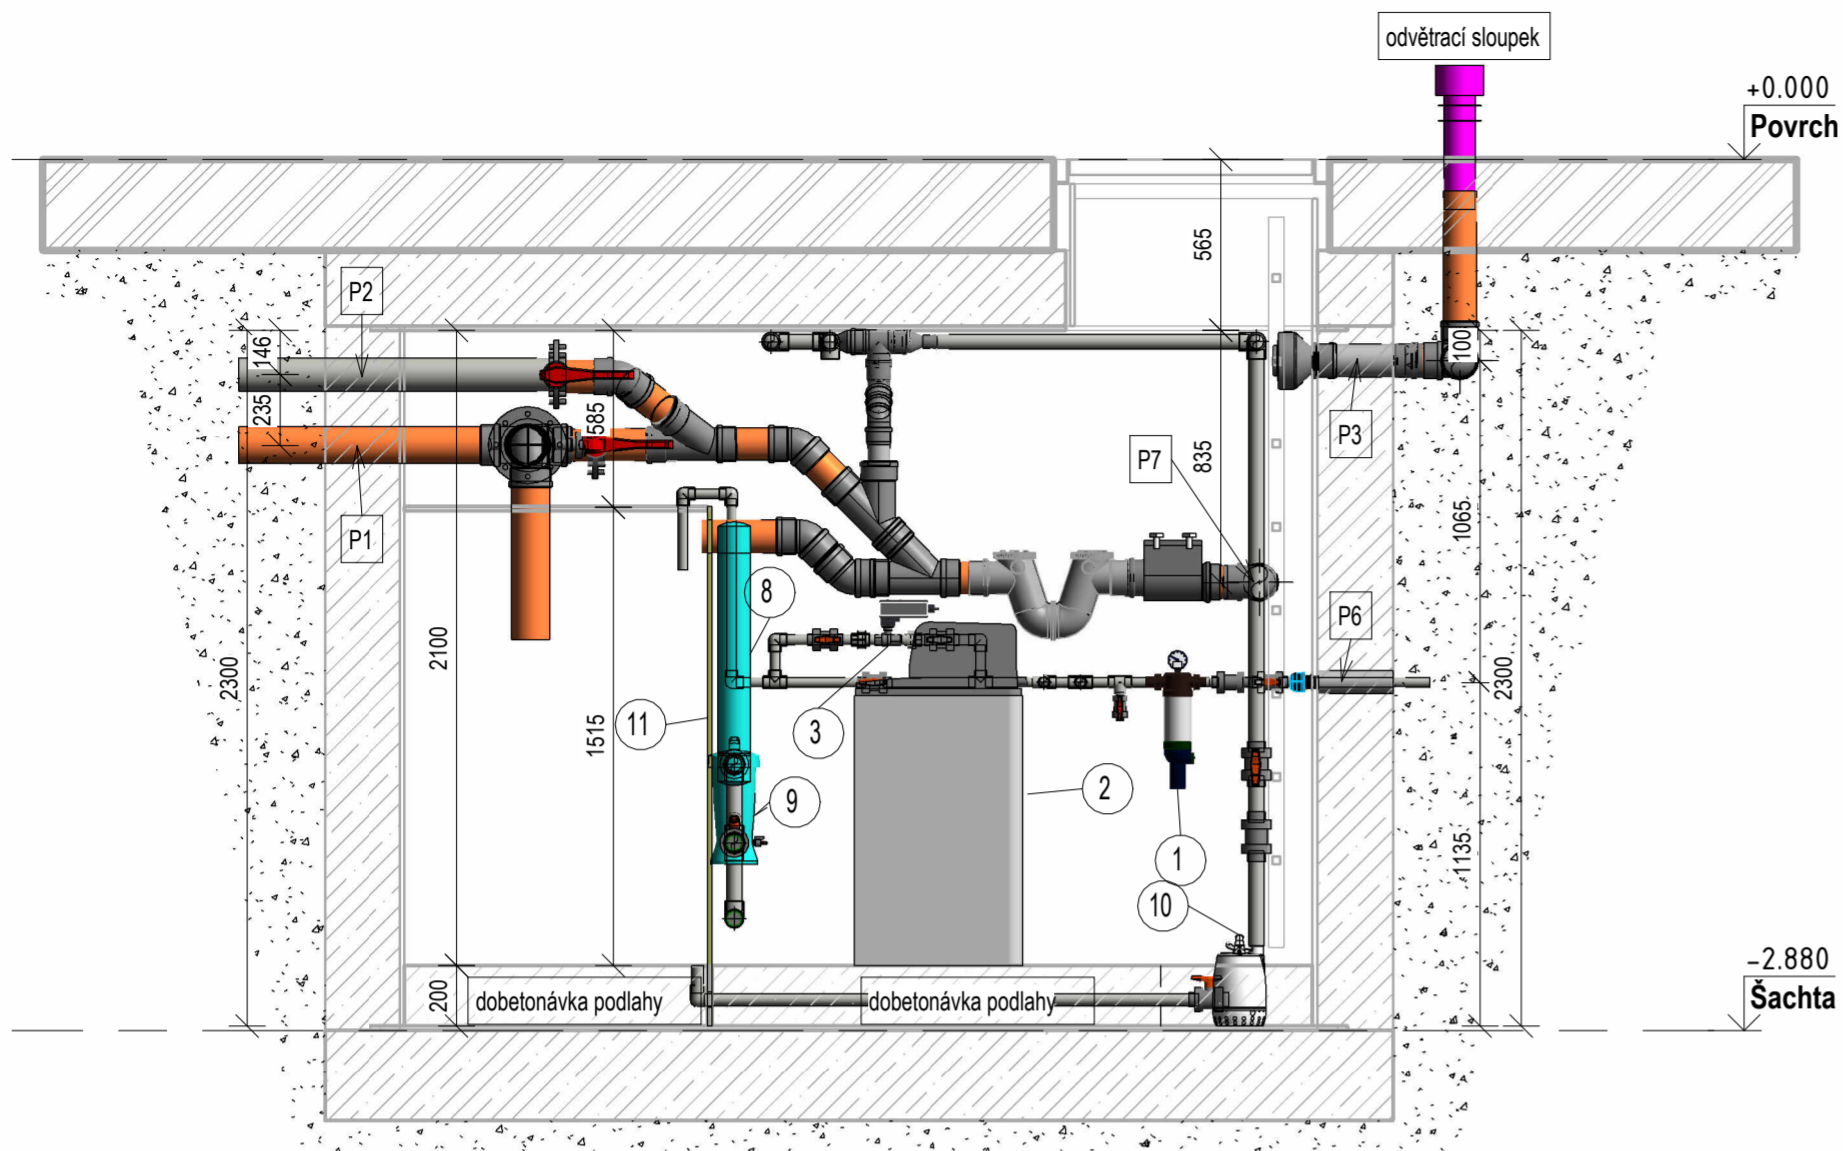 odvětrací sloupek
+0.000
Povrch
565
P2
146
100
235
585
P3
835
P7
P1
1065
8
P6
2100
2300
2300
11
3
1515
2
9
1
1135
10
-2.880
Šachta
200
dobetonávka podlahy
dobetonávka podlahy